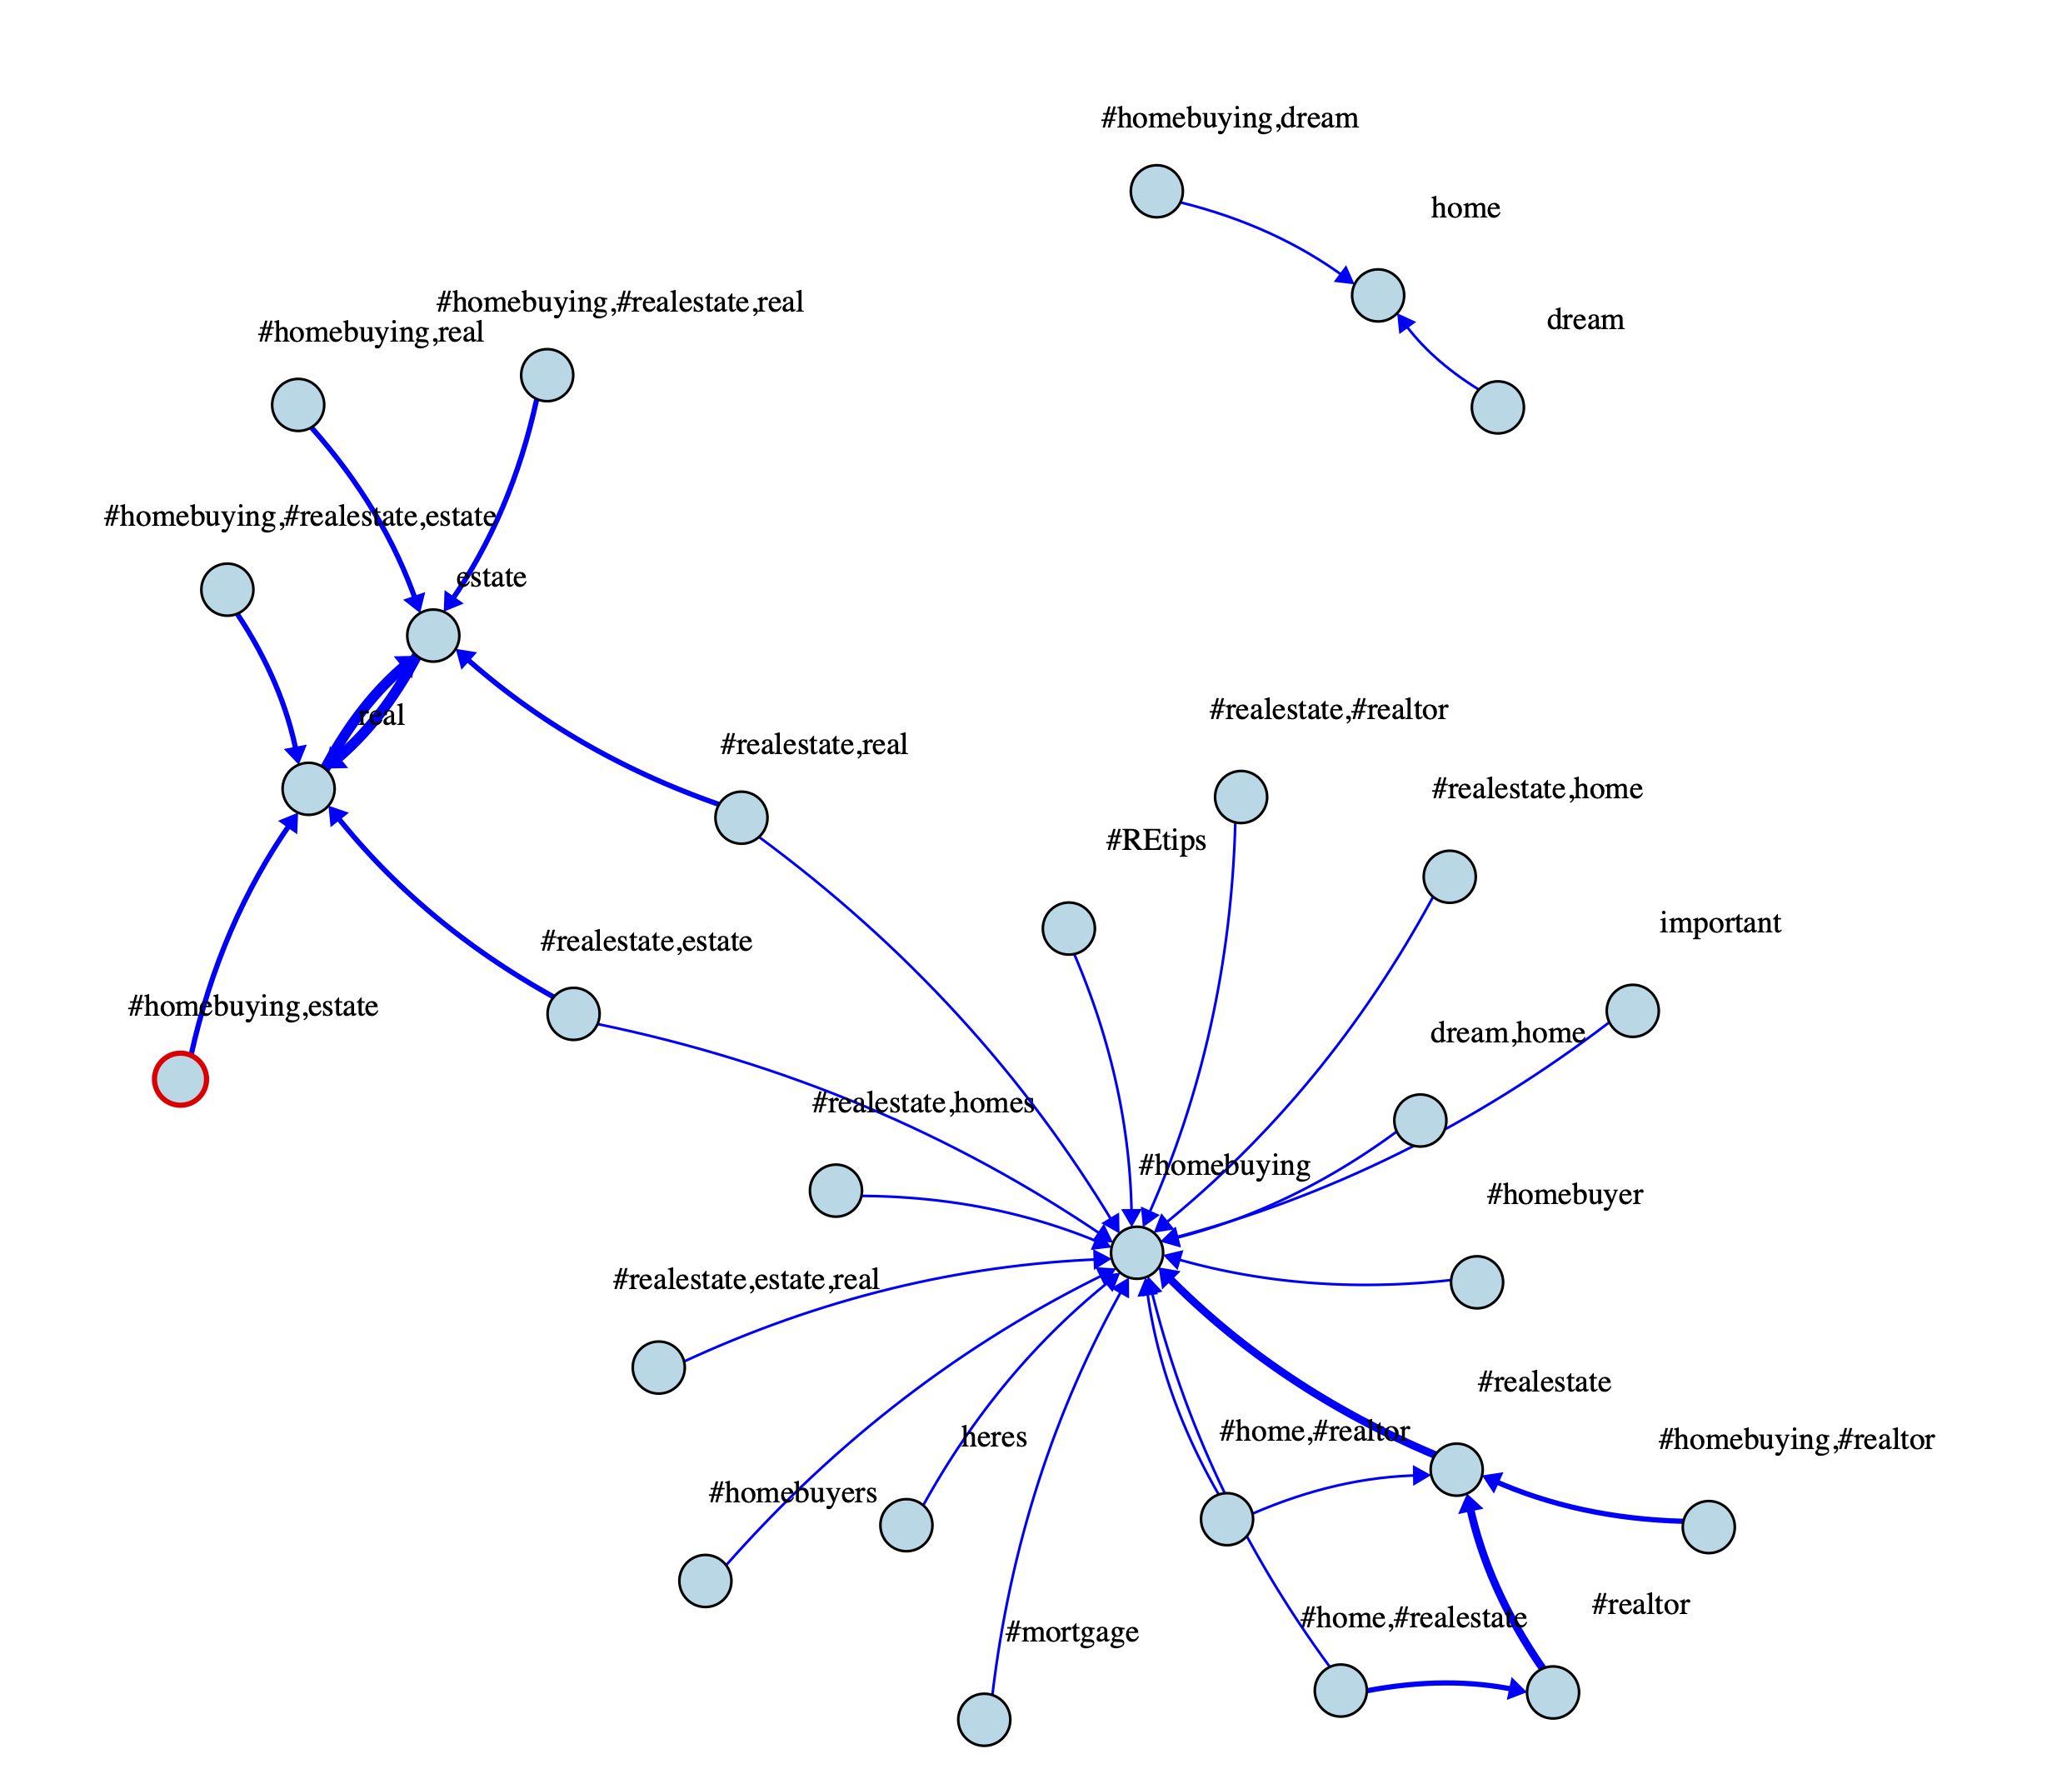 #homebuying,dream
home
#homebuying,#realestate,real
dream
#homebuying,real
#homebuying,#realestate,estate
estate
real
#realestate,#realtor
#realestate,real
#realestate,home
#REtips
important
#realestate,estate
#homebuying,estate
dream,home
#realestate,homes
#homebuying
#homebuyer
#realestate,estate,real
#realestate
#home,#realtor
heres
#homebuying,#realtor
#homebuyers
#realtor
#home,#realestate
#mortgage